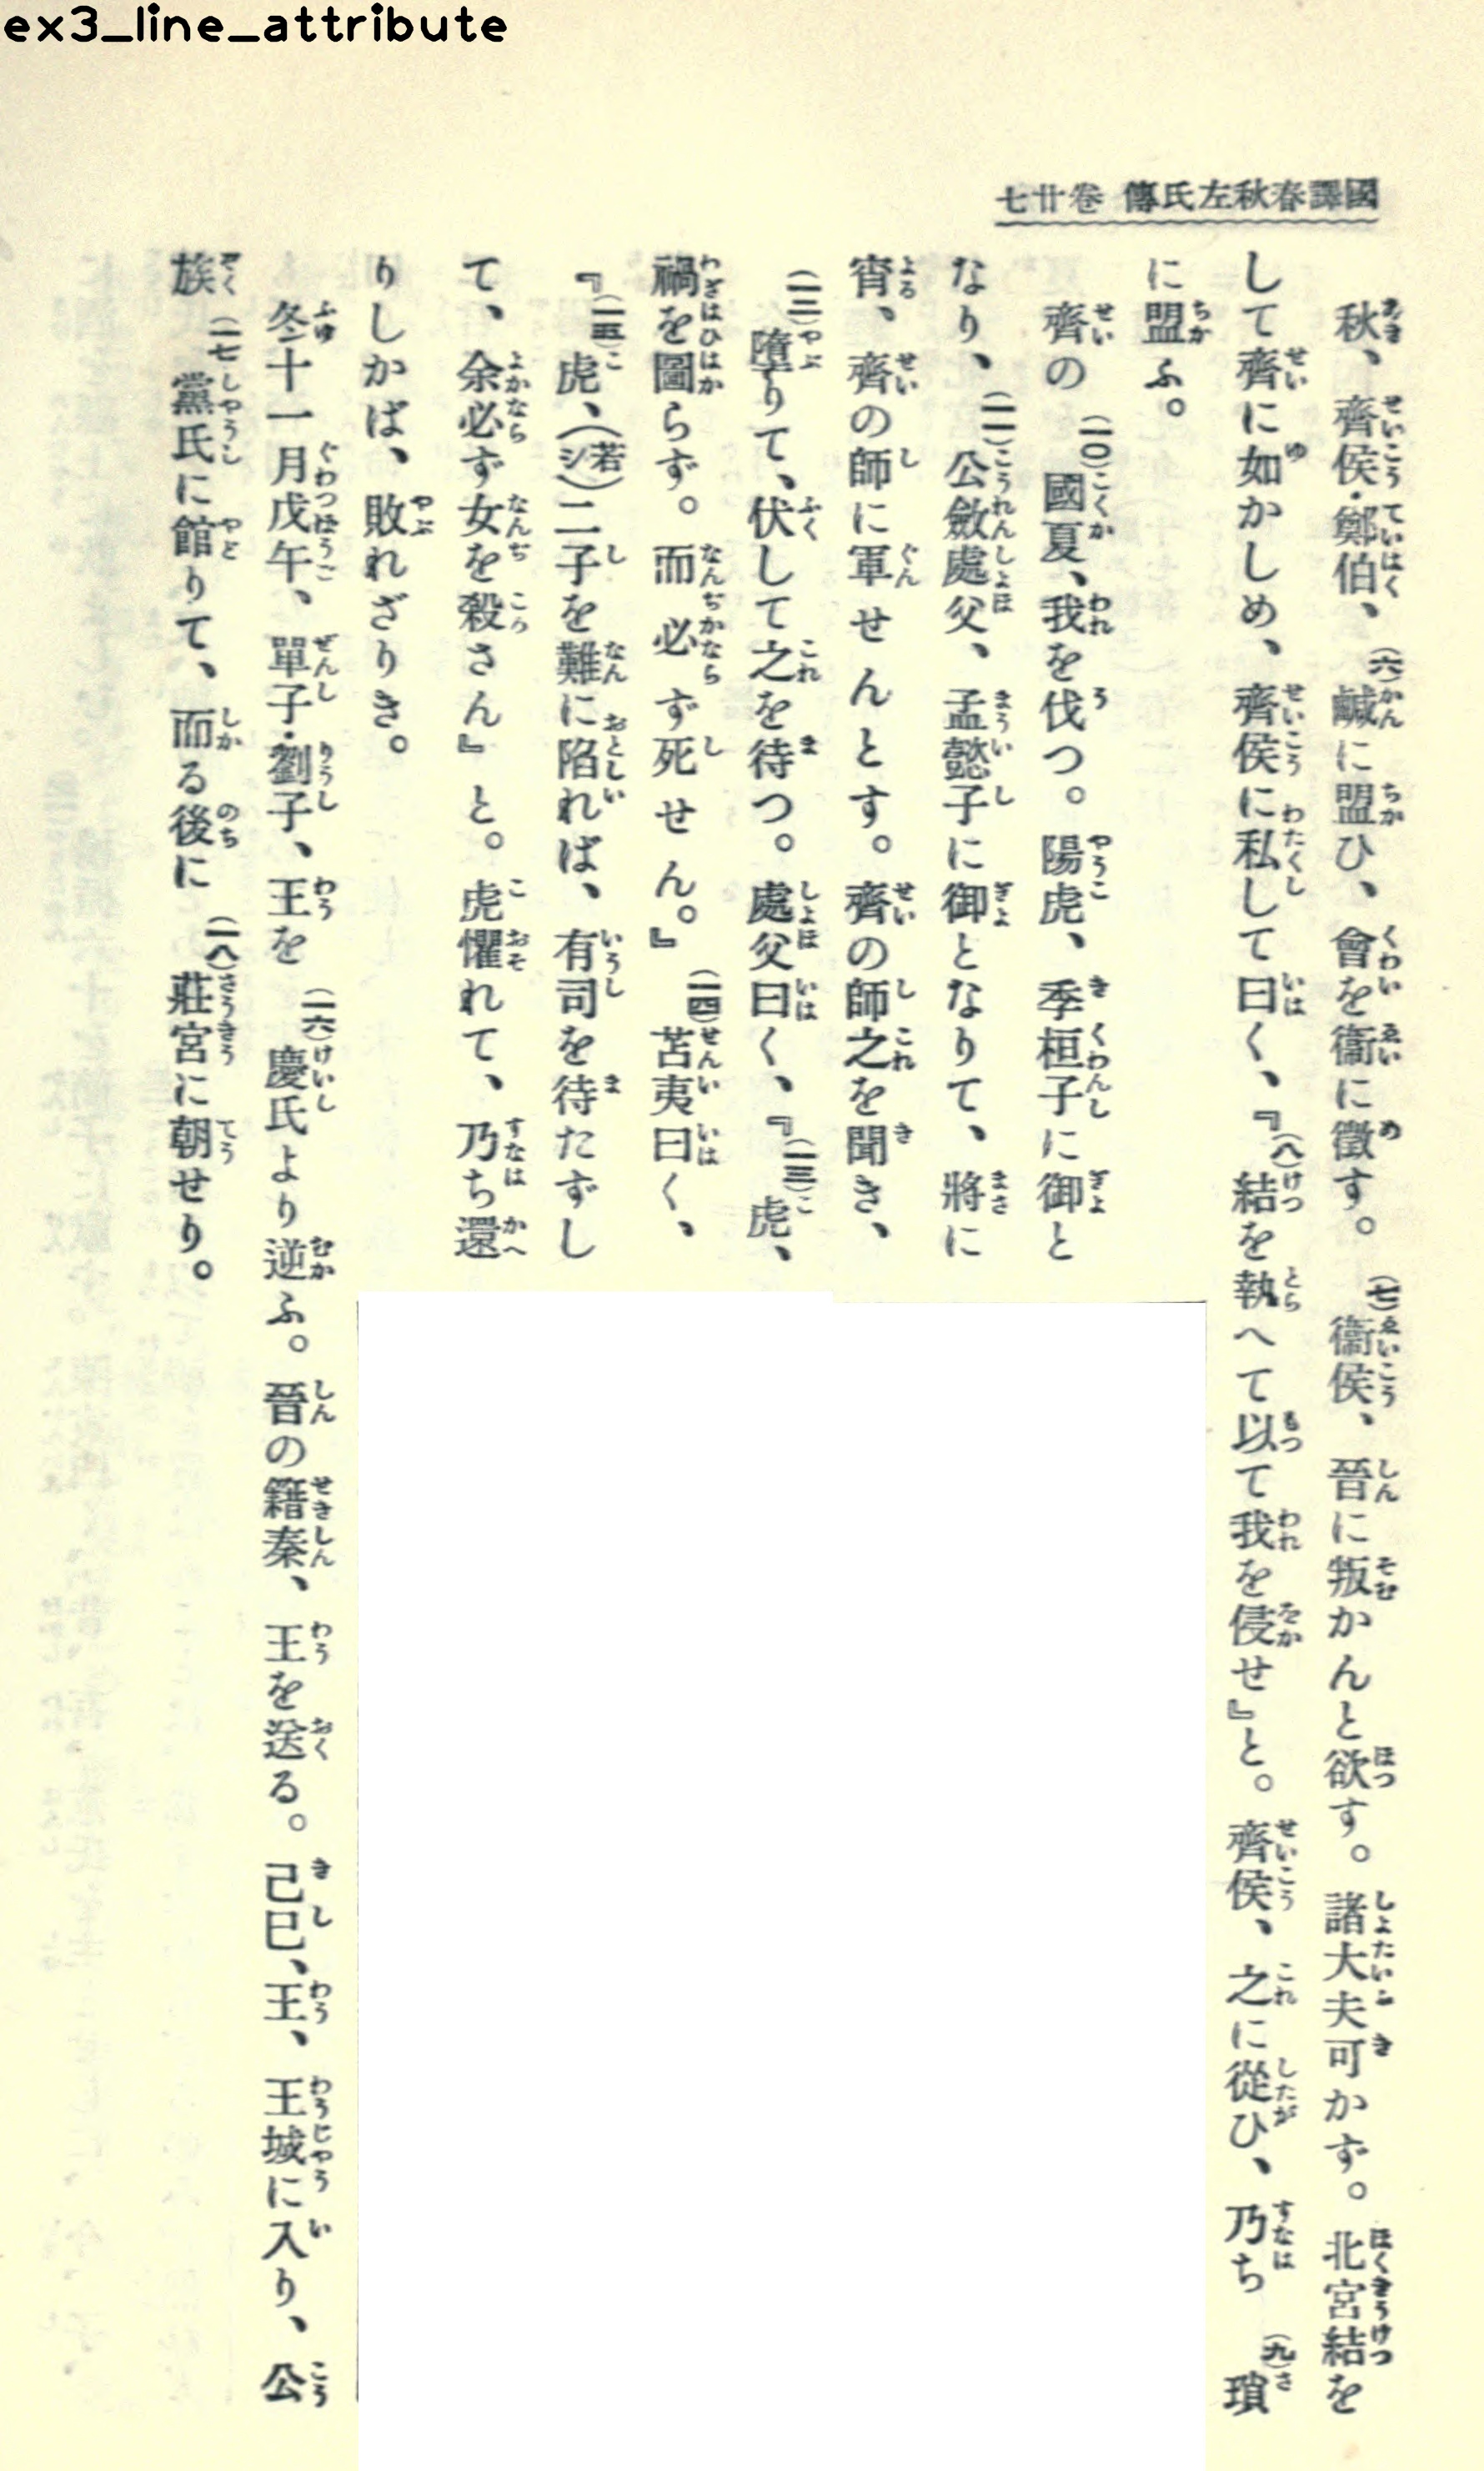 ex3_line_attribute
國譯春秋左氏傳 卷廿七
秋、齊侯・鄭伯、(六)鹹に盟ひ、會を衞に徵す。(七)衞侯、晉に叛かんと欲す。諸大夫可かず。北宮結を
して齊に如かしめ、齊侯に私して曰く、『(八)結を執へて以て我を侵せ』と。齊侯、之に從ひ、乃ち(九)瑣
に盟ふ。
齊の(一〇)國夏、我を伐つ。陽虎、季桓子に御と
なり、(一一)公斂處父、孟懿子に御となりて、將に
宵、齊の師に軍せんとす。齊の師之を聞き、
(一二)墮りて、伏して之を待つ。處父曰く、『(一三)虎、
禍を圖らず。而必ず死せん。』(一四)苫夷曰く、
『(一五)虎、(若シ)二子を難に陷れば、有司を待たずし
て、余必ず女を殺さん』と。虎懼れて、乃ち還
りしかば、敗れざりき。
冬十一月戊午、單子・劉子、王を(一六)慶氏より逆ふ。晉の籍秦、王を送る。己巳、王、王城に入り、公
族(一七)黨氏に館りて、而る後に(一八)莊宮に朝せり。